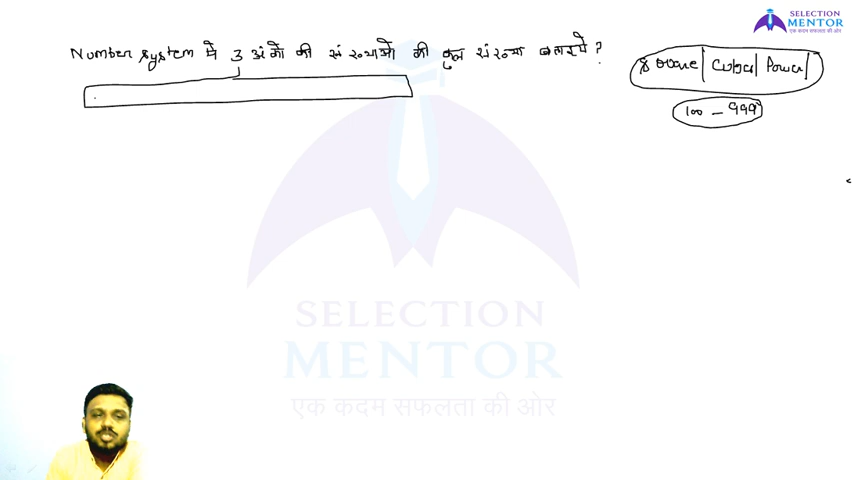 SELECTION
MENTOR
एक कदम सफलता की ओर
Number system मे 3 अंको की संख्याओ की कुल संख्या बताइये ?
Square | Cube | Power |
100 - 999
SELECTION
MENTOR
एक कदम सफलता की ओर